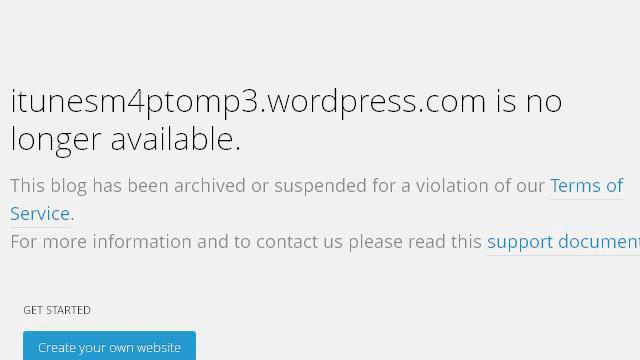 itunesm4ptomp3.wordpress.com is no
longer available.
This blog has been archived or suspended for a violation of our Terms of
Service.
For more information and to contact us please read this support document
GET STARTED
Create your own website